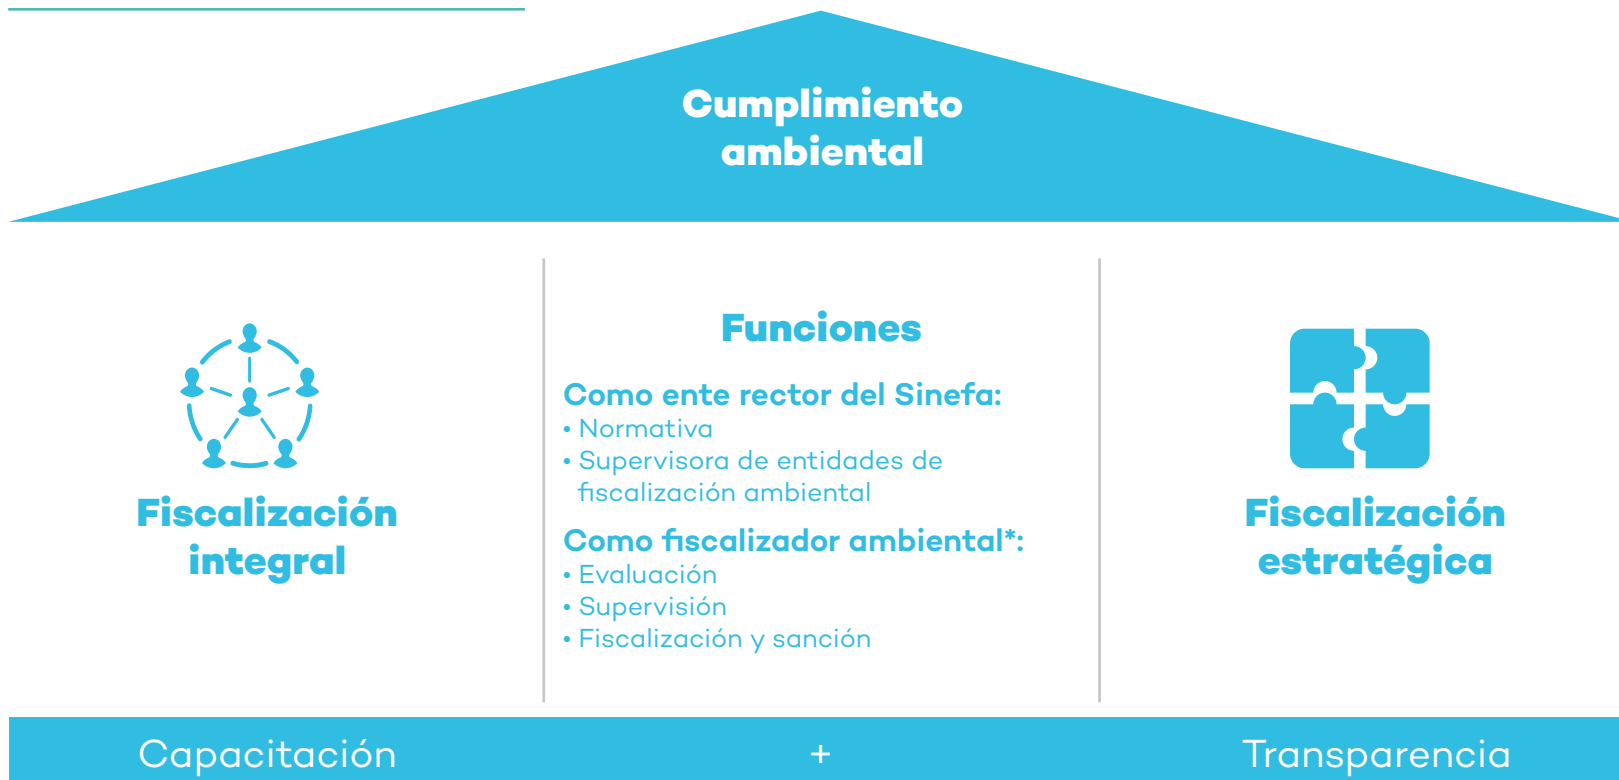 Cumplimiento
ambiental
Fiscalización
integral
Funciones
Como ente rector del Sinefa:
• Normativa
• Supervisora de entidades de
fiscalización ambiental
Como fiscalizador ambiental*:
• Evaluación
• Supervisión
• Fiscalización y sanción
Fiscalización
estratégica
Capacitación + Transparencia